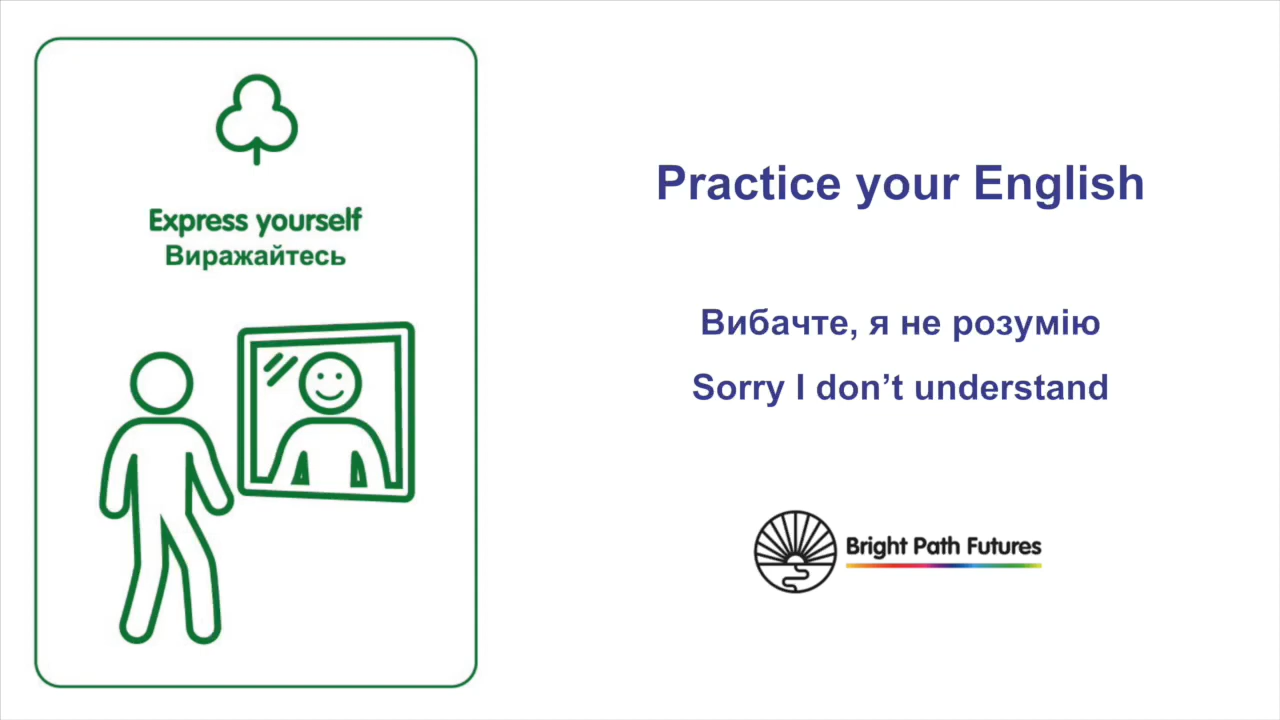 Express yourself
Виражайтесь
Practice your English
Вибачте, я не розумію
Sorry I don’t understand
Bright Path Futures